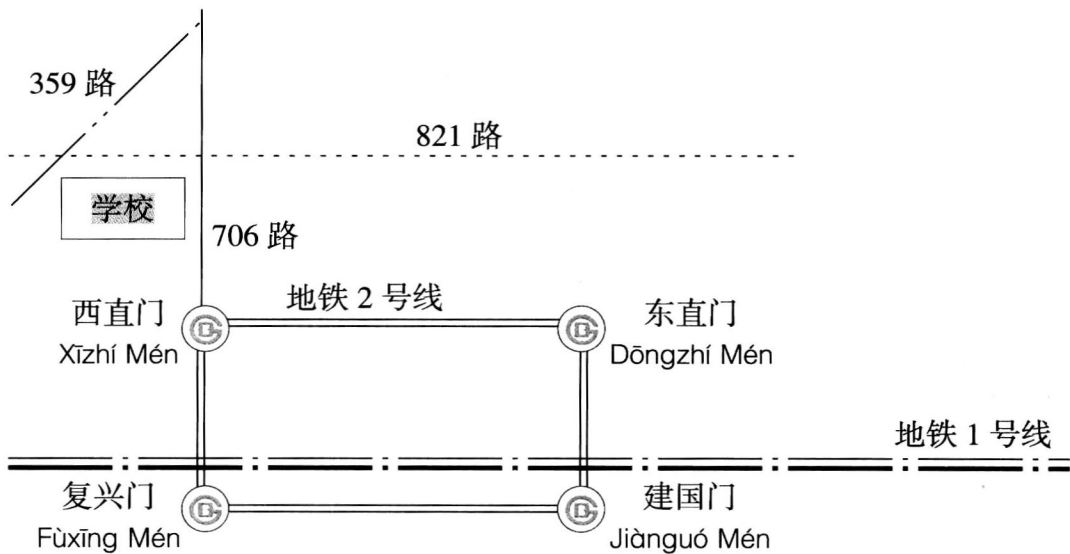 359 路
821 路
学校
706 路
地铁 2 号线
西直门
Xīzhí Mén
东直门
Dōngzhí Mén
地铁 1 号线
复兴门
Fùxīng Mén
建国门
Jiànguó Mén